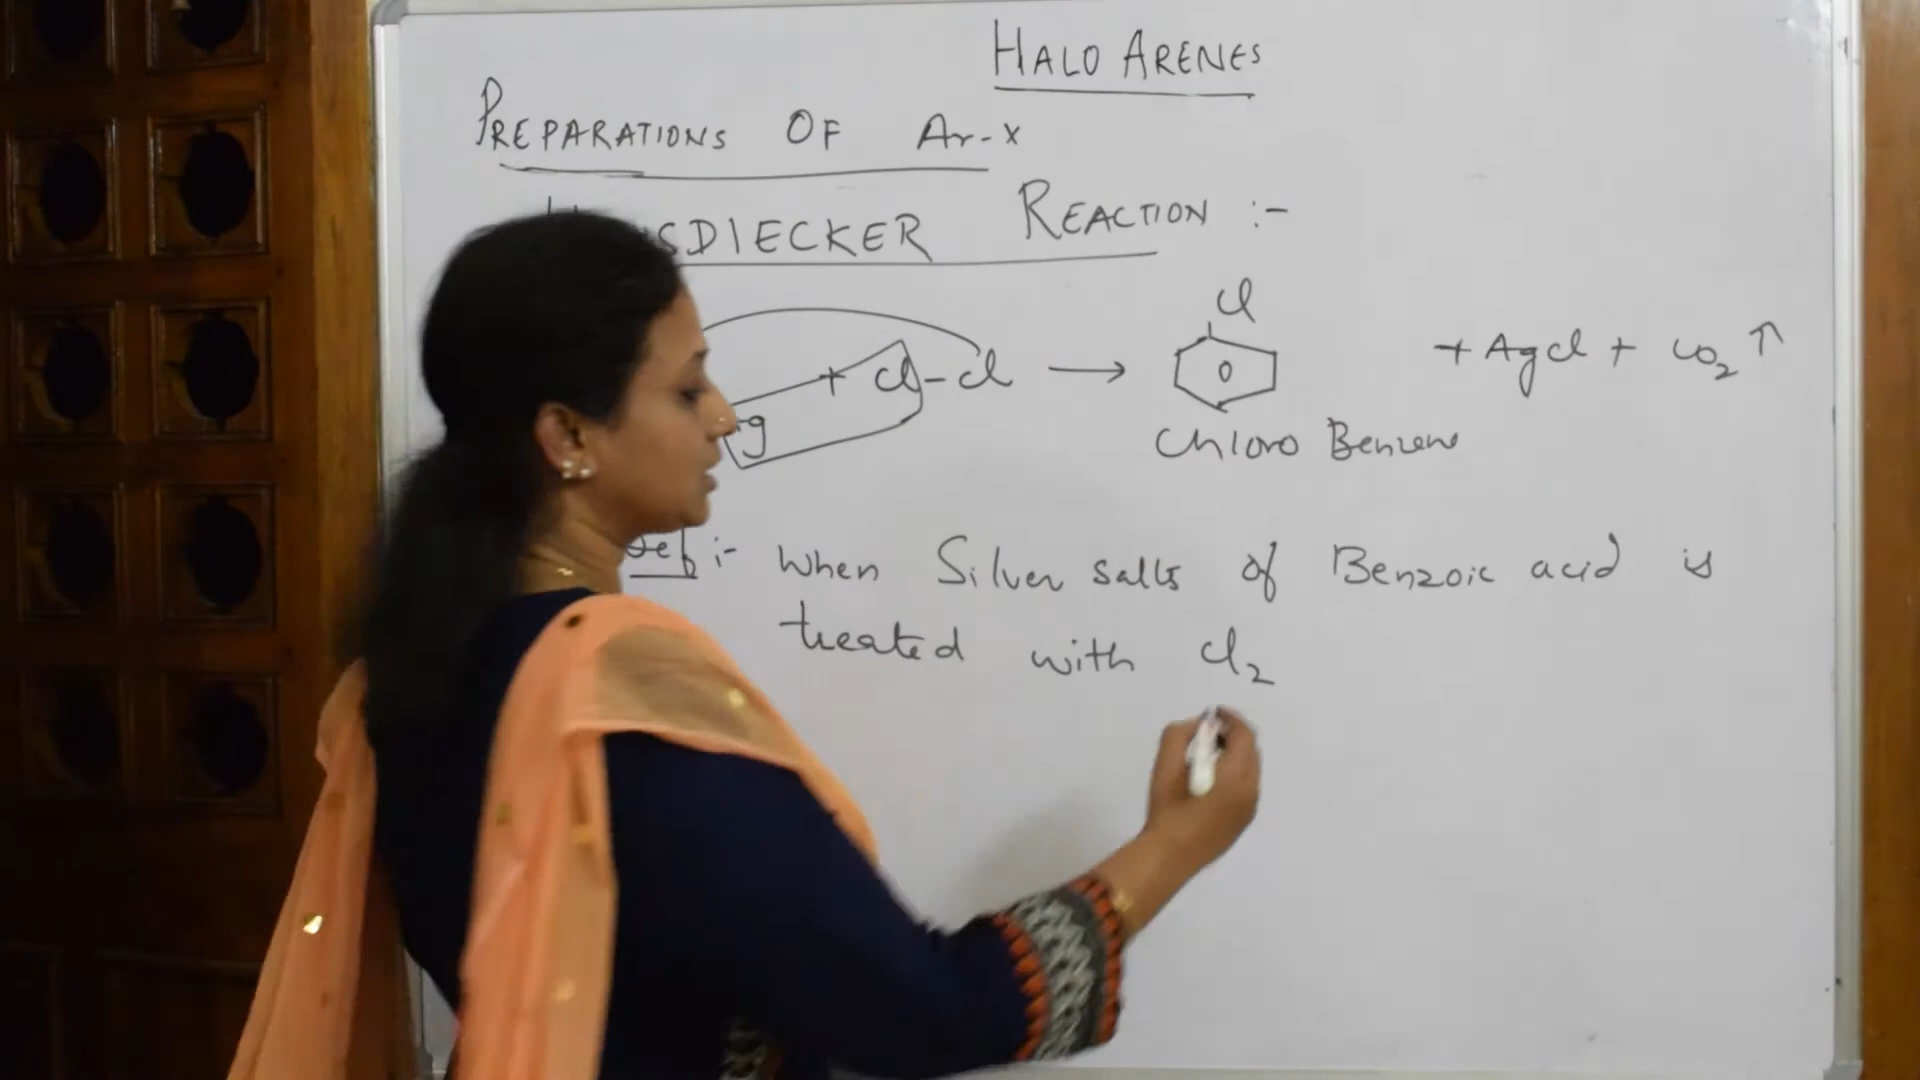 HALO ARENES
PREPARATIONS OF Ar-X
SDIECKER REACTION :-
Cl
g + Cl-Cl → + AgCl + CO2 ↑
Chloro Benzene
Def :- When Silver salts of Benzoic acid is
treated with Cl2